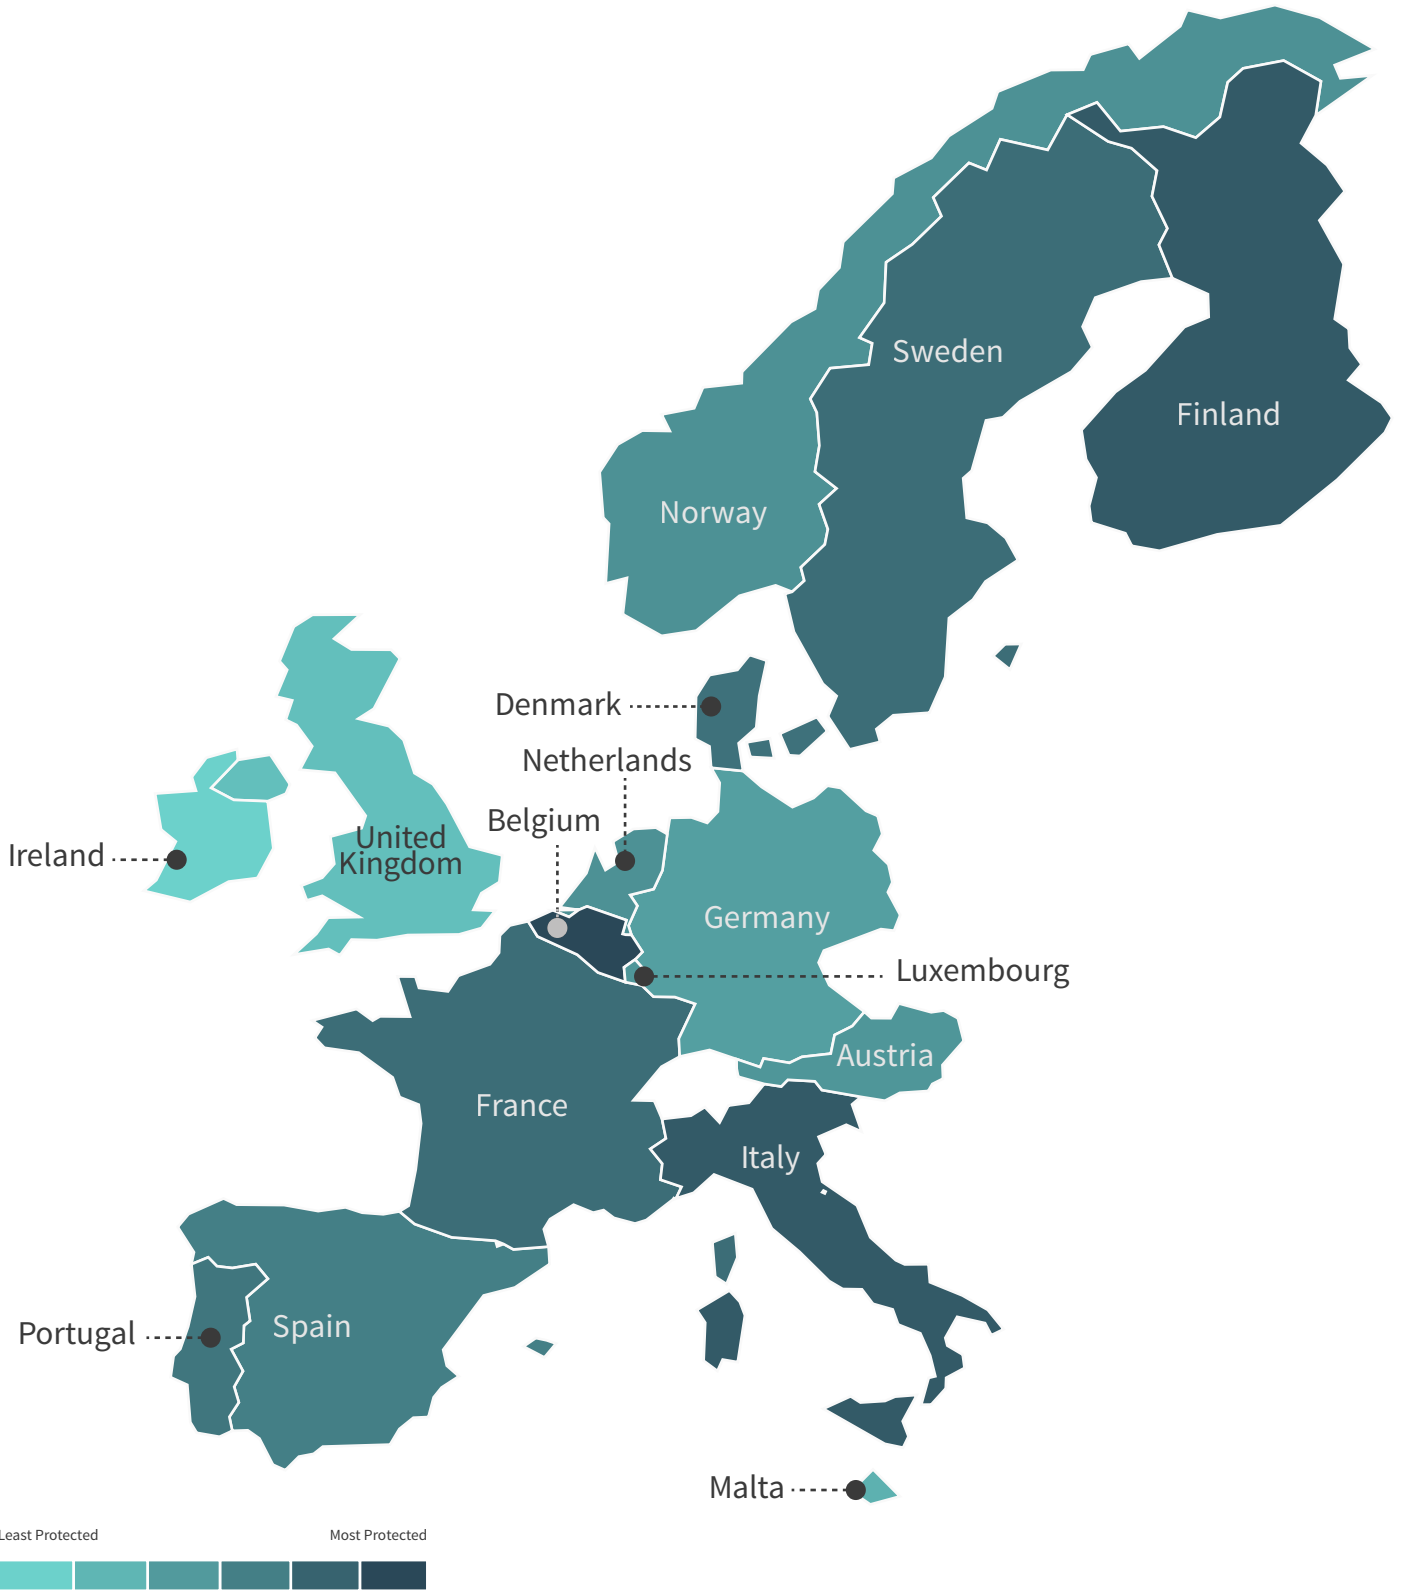 Sweden
Finland
Norway
Denmark
Netherlands
Belgium
United
Kingdom
Ireland
Germany
Luxembourg
Austria
France
Italy
Spain
Portugal
Malta
Least Protected
Most Protected